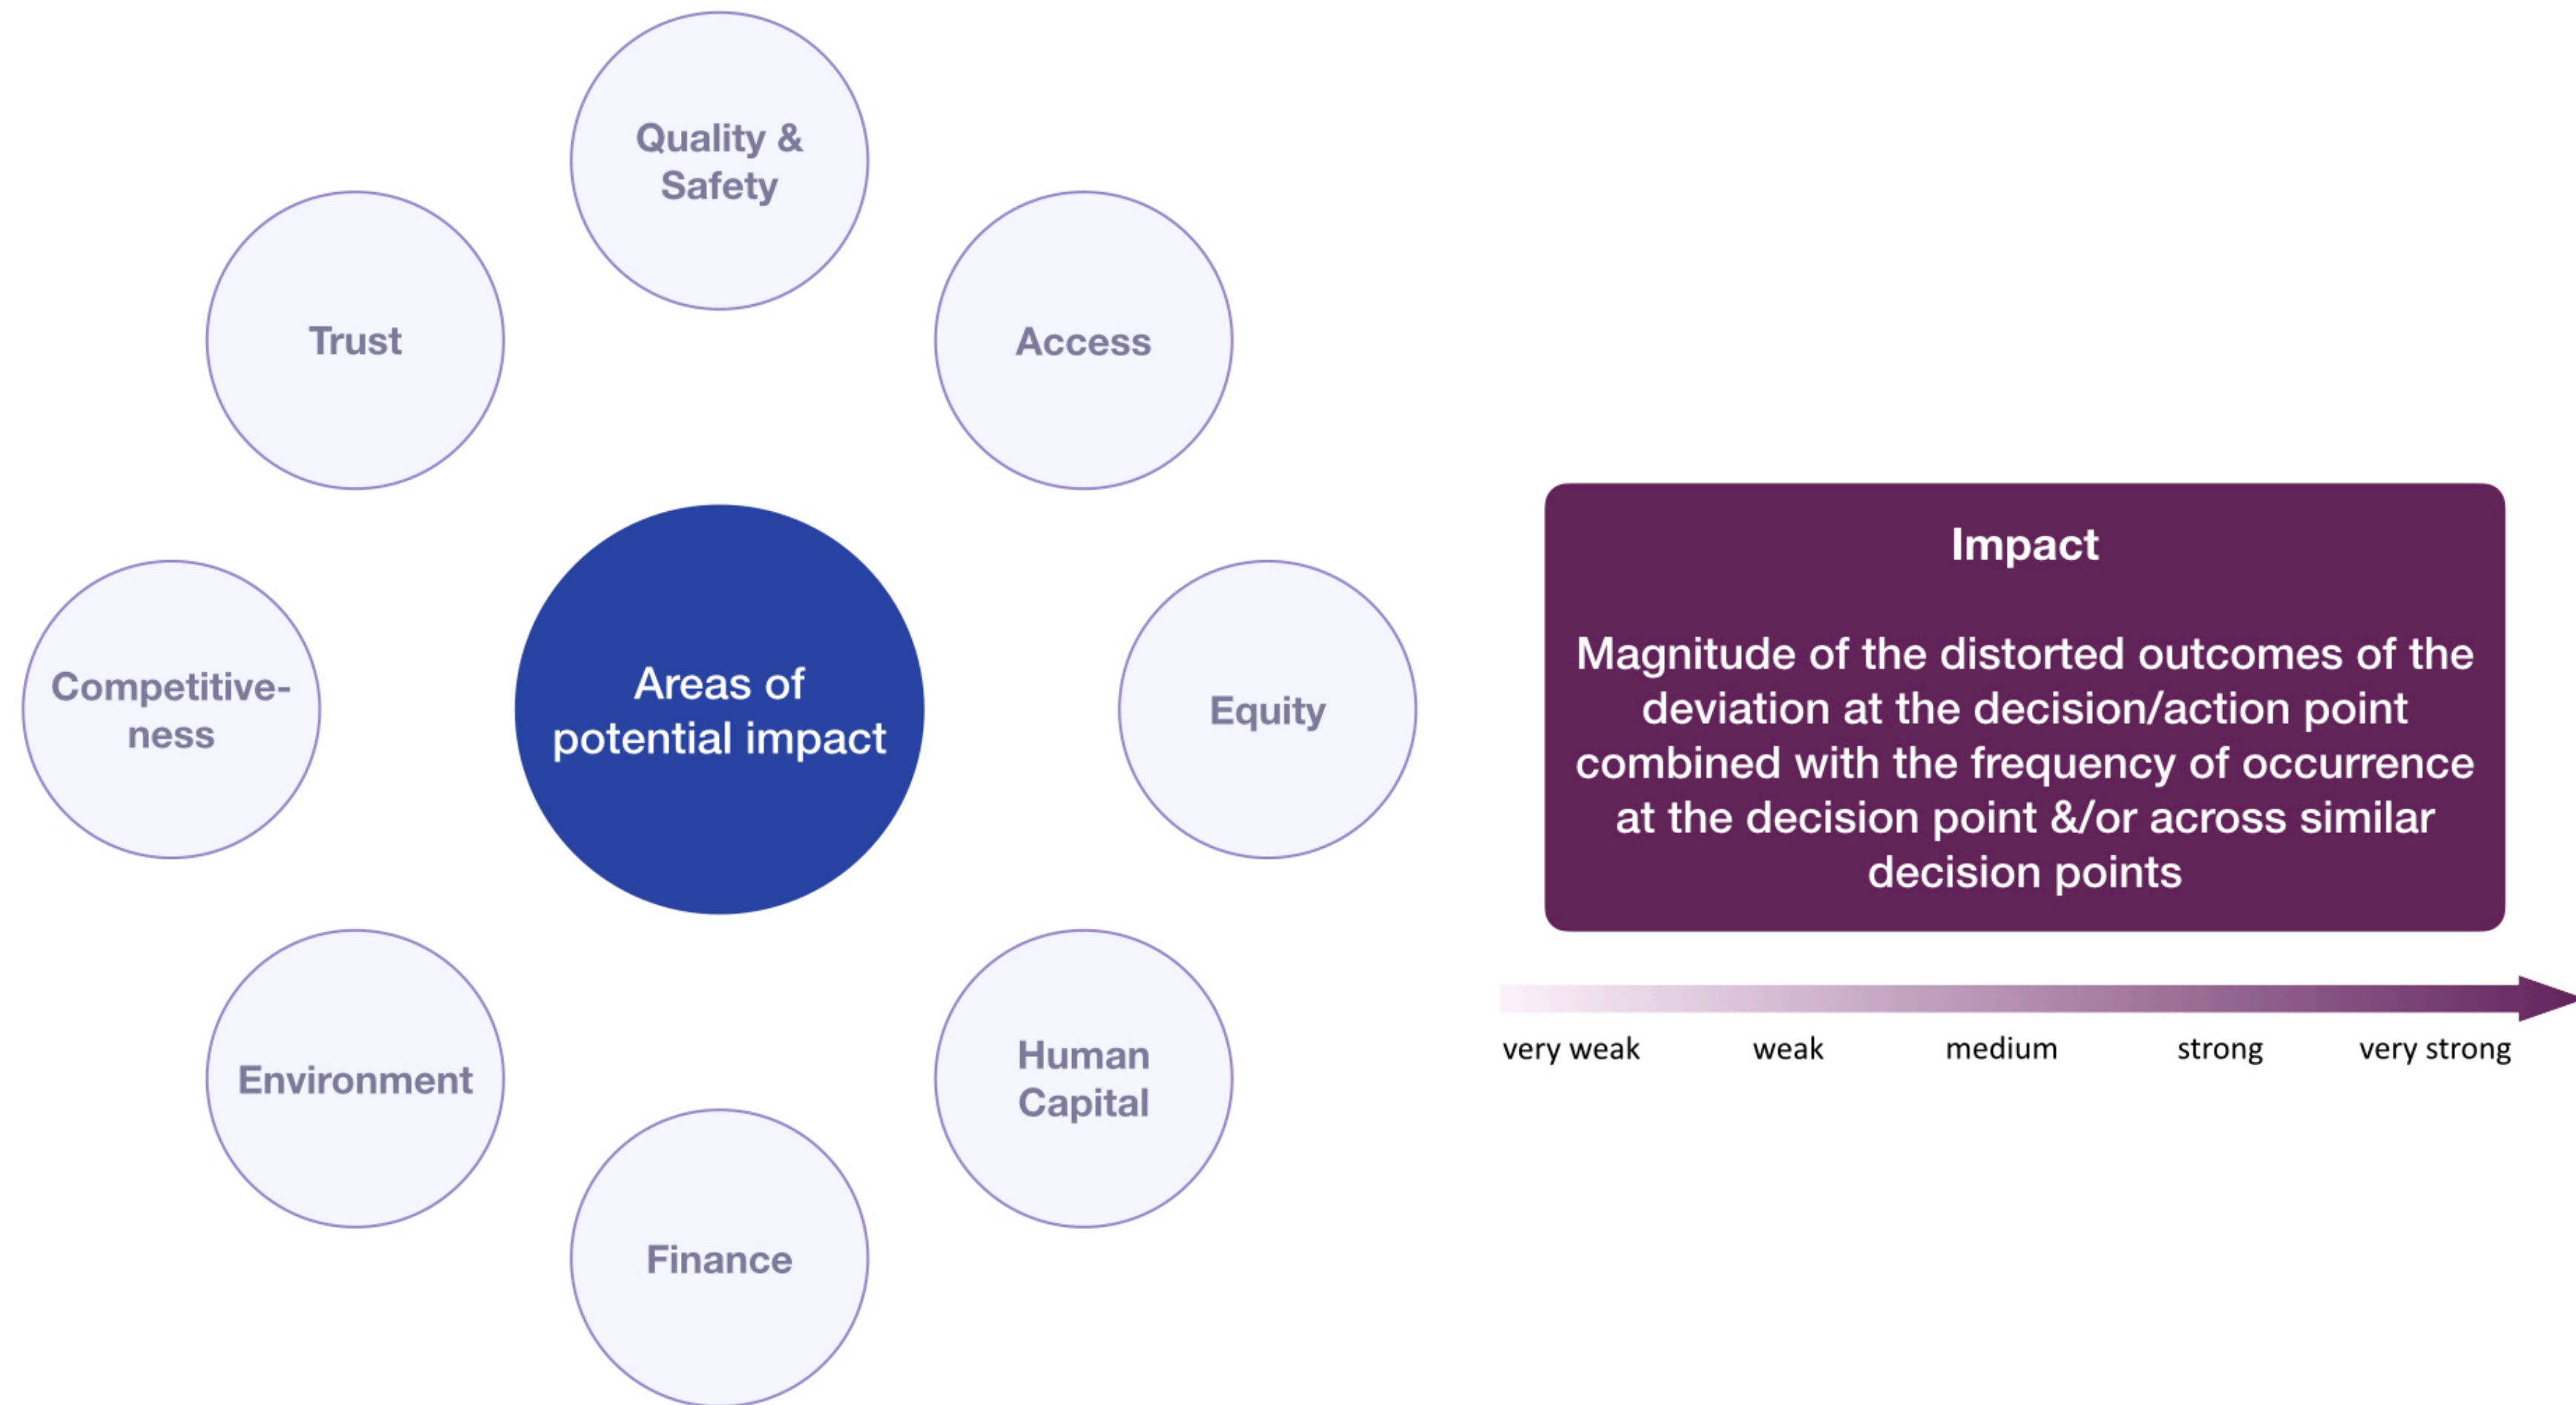 Quality &
Safety
Trust
Access
Competitive-
ness
Areas of
potential impact
Equity
Environment
Human
Capital
Finance
Impact
Magnitude of the distorted outcomes of the
deviation at the decision/action point
combined with the frequency of occurrence
at the decision point &/or across similar
decision points
very weak
weak
medium
strong
very strong